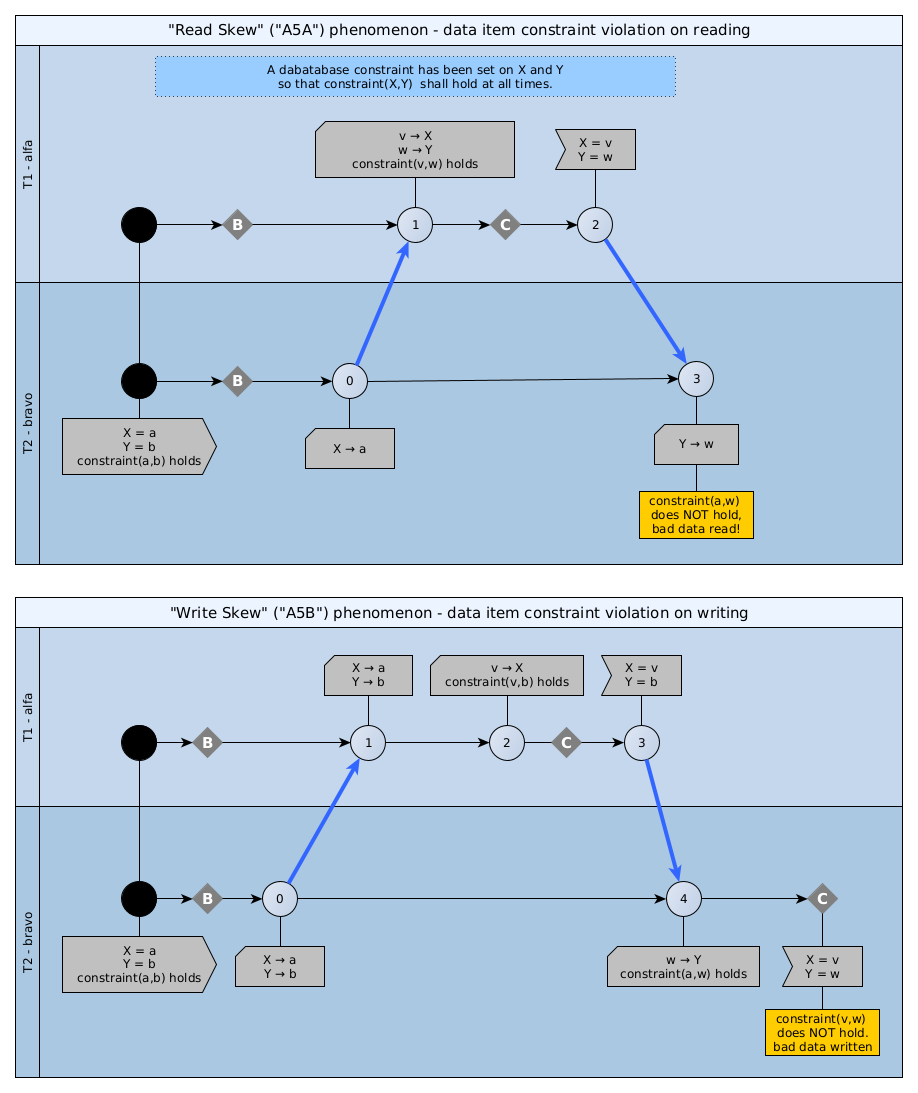 "Read Skew" ("A5A") phenomenon - data item constraint violation on reading
T1 - alfa
A dabatabase constraint has been set on X and Y
so that constraint(X,Y) shall hold at all times.
v → X
w → Y
constraint(v,w) holds
X = v
Y = w
B
1
C
2
T2 - bravo
B
0
3
X = a
Y = b
constraint(a,b) holds
X → a
Y → w
constraint(a,w)
does NOT hold,
bad data read!
"Write Skew" ("A5B") phenomenon - data item constraint violation on writing
T1 - alfa
X → a
Y → b
v → X
constraint(v,b) holds
X = v
Y = b
B
1
2
C
3
T2 - bravo
B
0
4
C
X = a
Y = b
constraint(a,b) holds
X → a
Y → b
w → Y
constraint(a,w) holds
X = v
Y = w
constraint(v,w)
does NOT hold.
bad data written